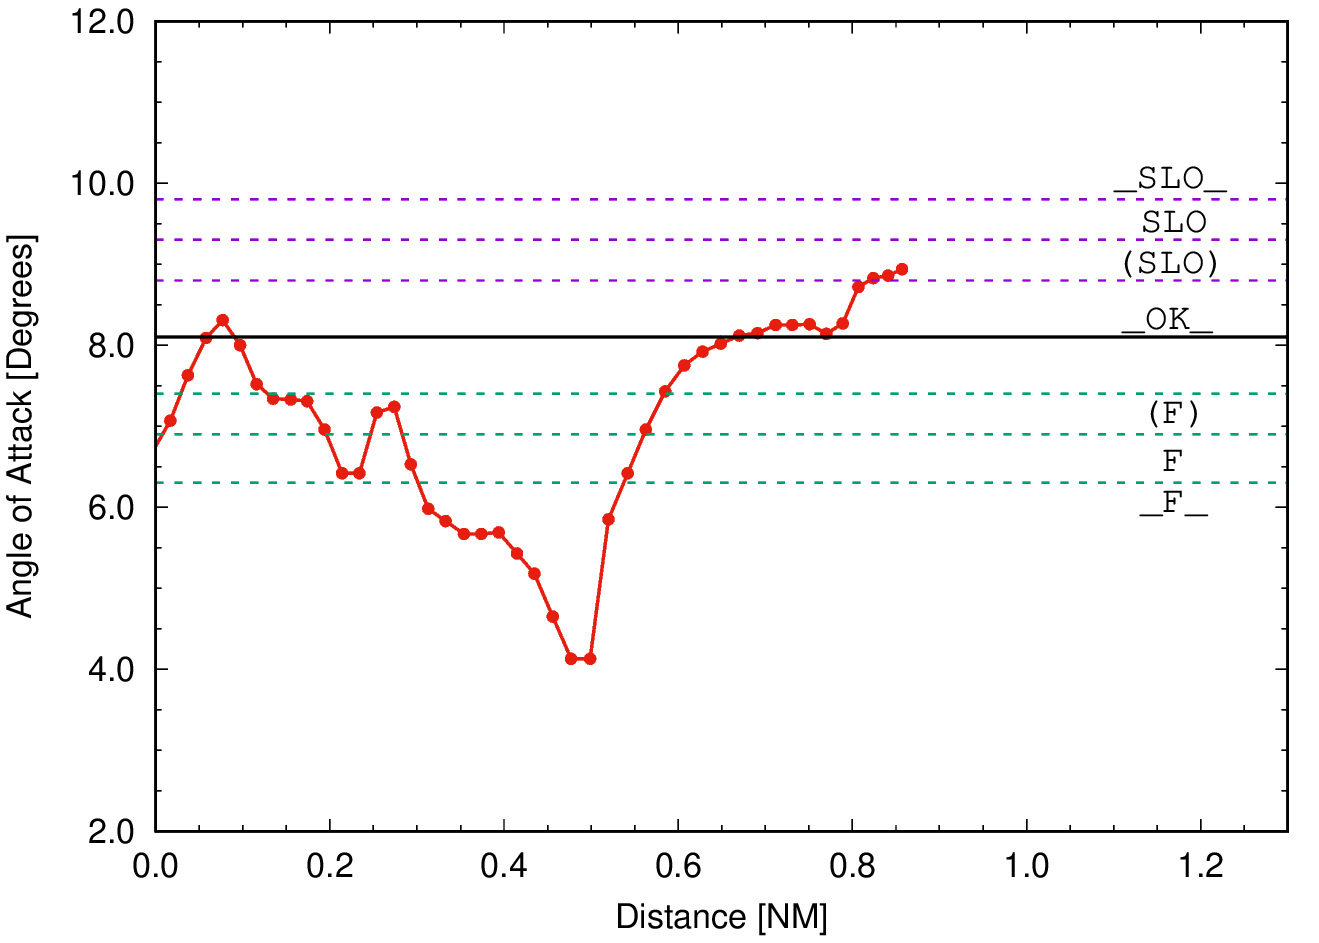 12.0
10.0
8.0
6.0
4.0
2.0
Angle of Attack [Degrees]
_SLO_
SLO
(SLO)
_OK_
(F)
F
_F_
0.0 0.2 0.4 0.6 0.8 1.0 1.2
Distance [NM]